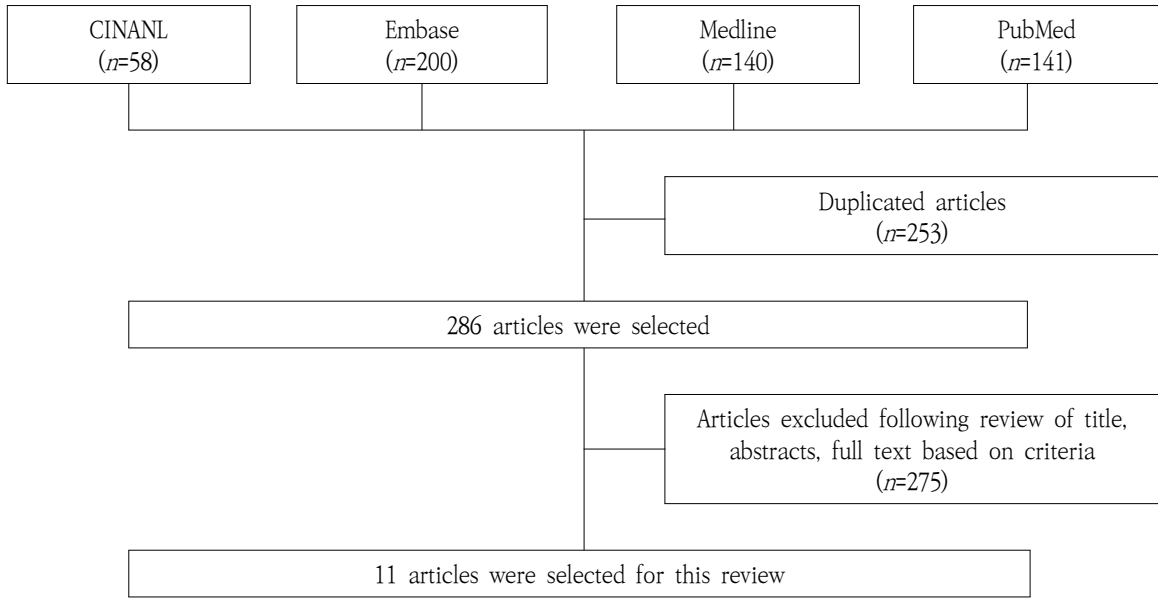 CINANL
(n=58)
Embase
(n=200)
Medline
(n=140)
PubMed
(n=141)
Duplicated articles
(n=253)
286 articles were selected
Articles excluded following review of title,
abstracts, full text based on criteria
(n=275)
11 articles were selected for this review